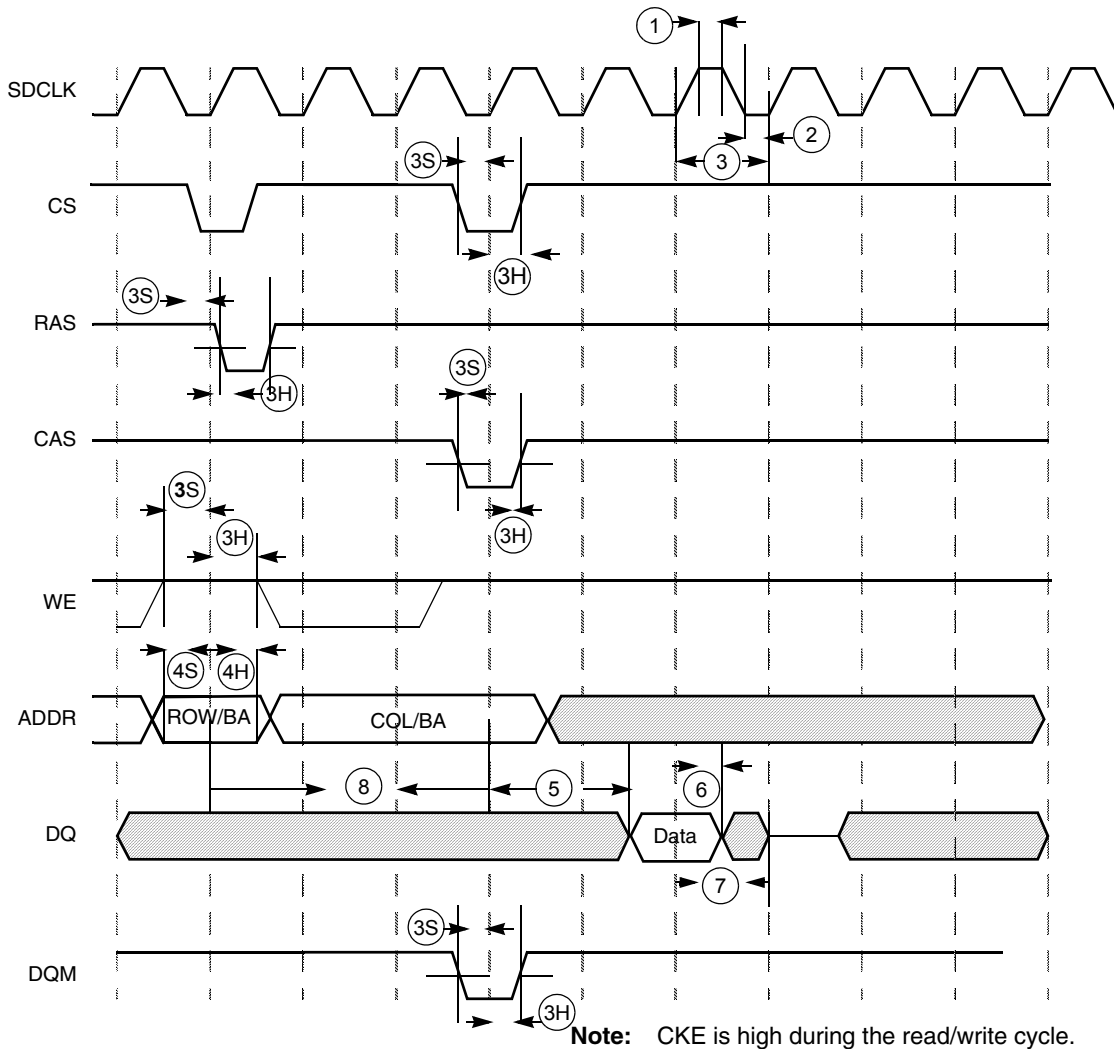 1
SDCLK
2
3S
3
CS
3H
3S
RAS
3S
3H
CAS
3S
3H
3H
WE
4S
4H
ROW/BA
COL/BA
ADDR
8
5
6
DQ
Data
7
3S
DQM
3H
Note: CKE is high during the read/write cycle.